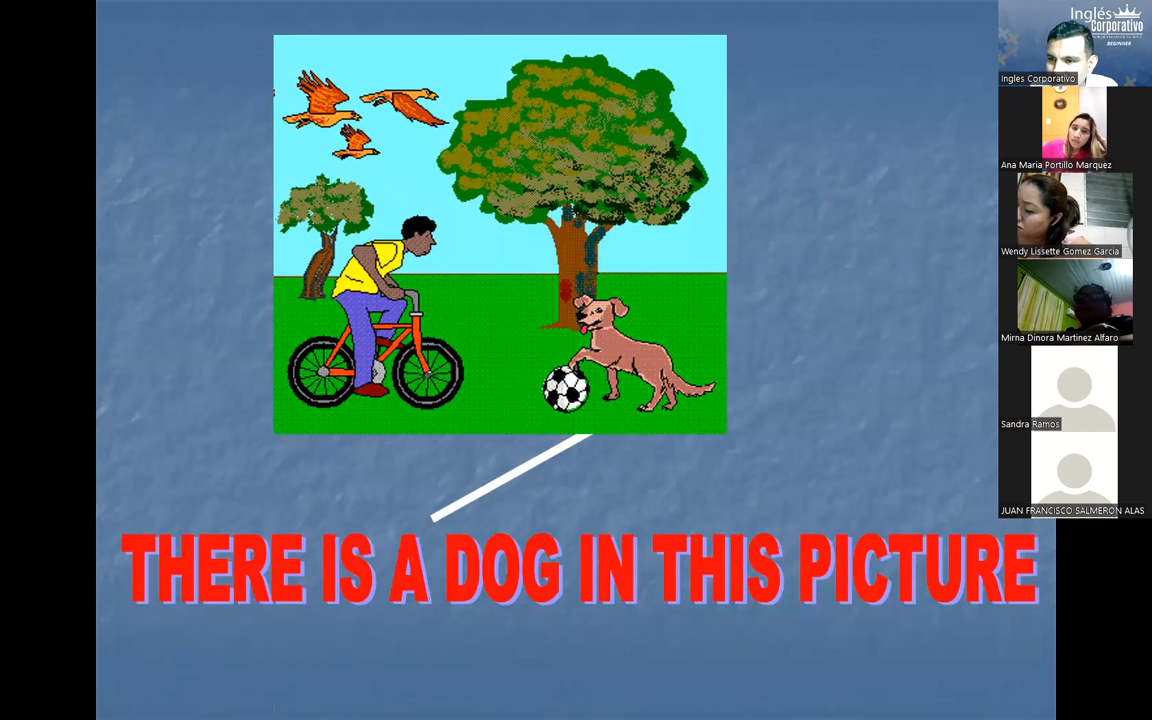 THERE IS A DOG IN THIS PICTURE
Inglés
Corporativo
BEGINNER
Ingles Corporativo
Ana Maria Portillo Marquez
Wendy Lissette Gomez Garcia
Mirna Dinora Martinez Alfaro
Sandra Ramos
JUAN FRANCISCO SALMERON ALAS